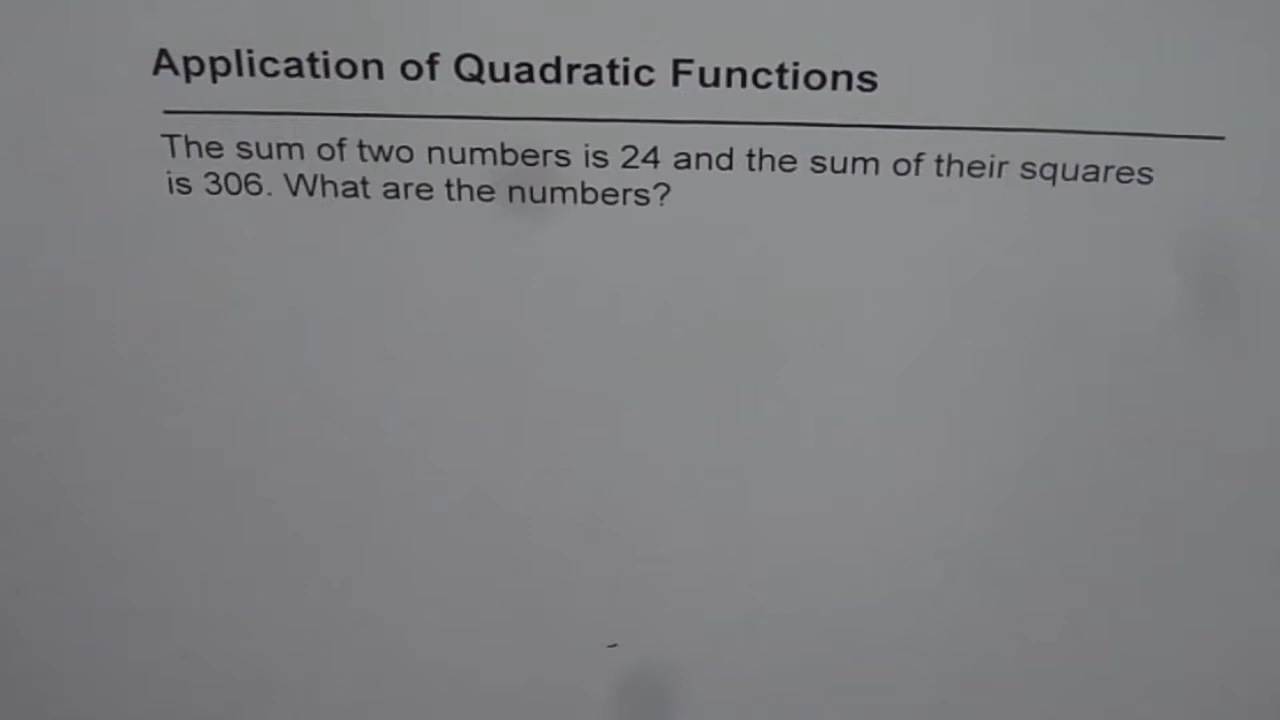 Application of Quadratic Functions
The sum of two numbers is 24 and the sum of their squares
is 306. What are the numbers?